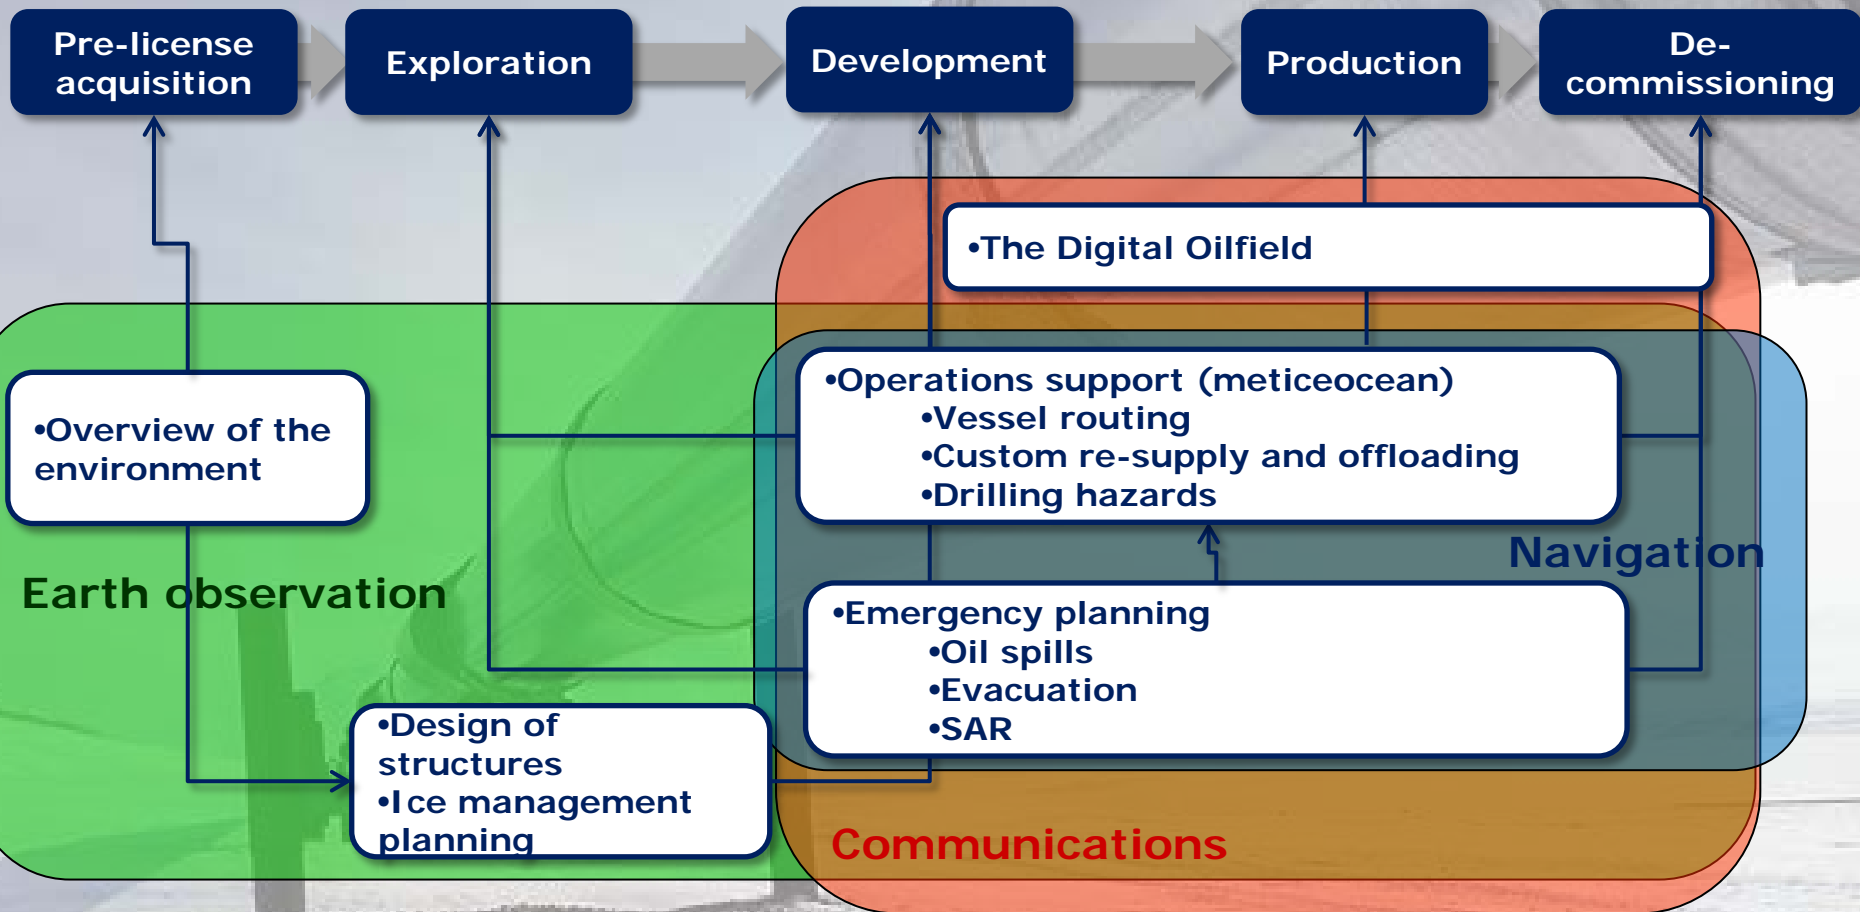 Pre-license
acquisition
Exploration
Development
Production
De-
commissioning
•The Digital Oilfield
•Overview of the
environment
•Operations support (meticeocean)
•Vessel routing
•Custom re-supply and offloading
•Drilling hazards
Navigation
Earth observation
•Emergency planning
•Oil spills
•Evacuation
•SAR
•Design of
structures
•Ice management
planning
Communications